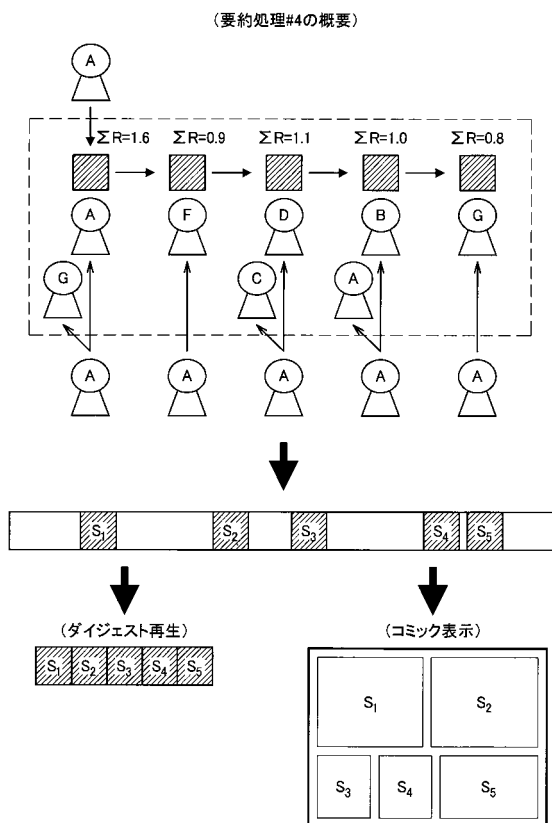 (要約処理#4の概要)
A
ΣR=1.6 ΣR=0.9 ΣR=1.1 ΣR=1.0 ΣR=0.8
A F D B G
G C A
A A A A A
S1 S2 S3 S4 S5
(ダイジェスト再生) (コミック表示)
S1 S2 S3 S4 S5
S1 S2
S3 S4 S5